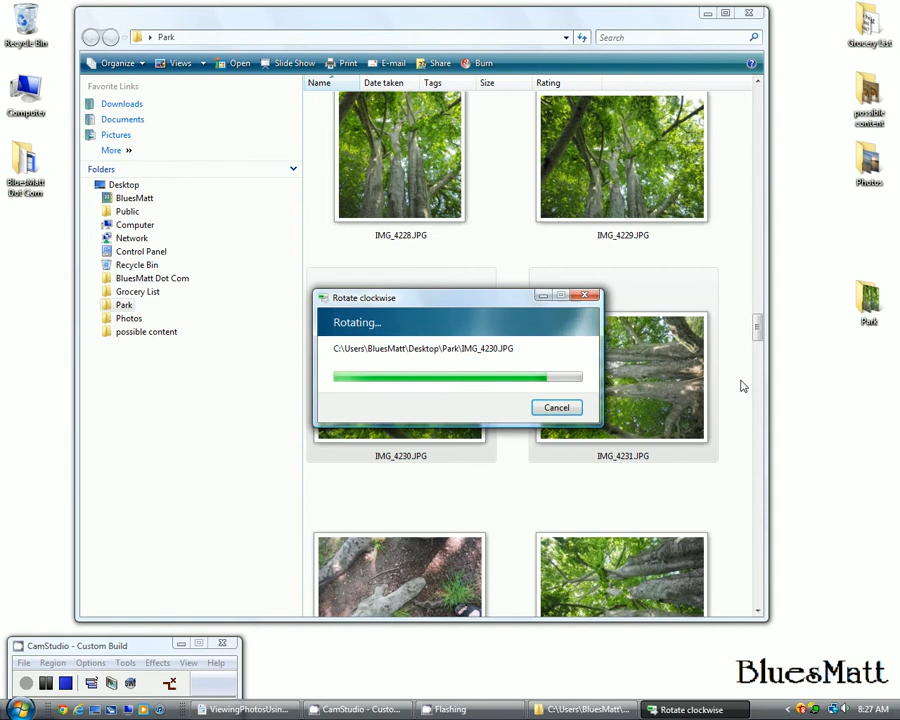 Recycle Bin
Computer
BluesMatt
Dot Com
Park
Search
Organize
Views
Open
Slide Show
Print
E-mail
Share
Burn
Favorite Links
Downloads
Documents
Pictures
More »
Folders
Desktop
BluesMatt
Public
Computer
Network
Control Panel
Recycle Bin
BluesMatt Dot Com
Grocery List
Park
Photos
possible content
Name
Date taken
Tags
Size
Rating
IMG_4228.JPG
IMG_4229.JPG
Rotate clockwise
Rotating...
C:\Users\BluesMatt\Desktop\Park\IMG_4230.JPG
Cancel
IMG_4230.JPG
IMG_4231.JPG
Grocery List
possible
content
Photos
Park
CamStudio - Custom Build
File
Region
Options
Tools
Effects
View
Help
BluesMatt
ViewingPhotosUsin...
CamStudio - Custo...
Flashing
C:\Users\BluesMatt\...
Rotate clockwise
8:27 AM